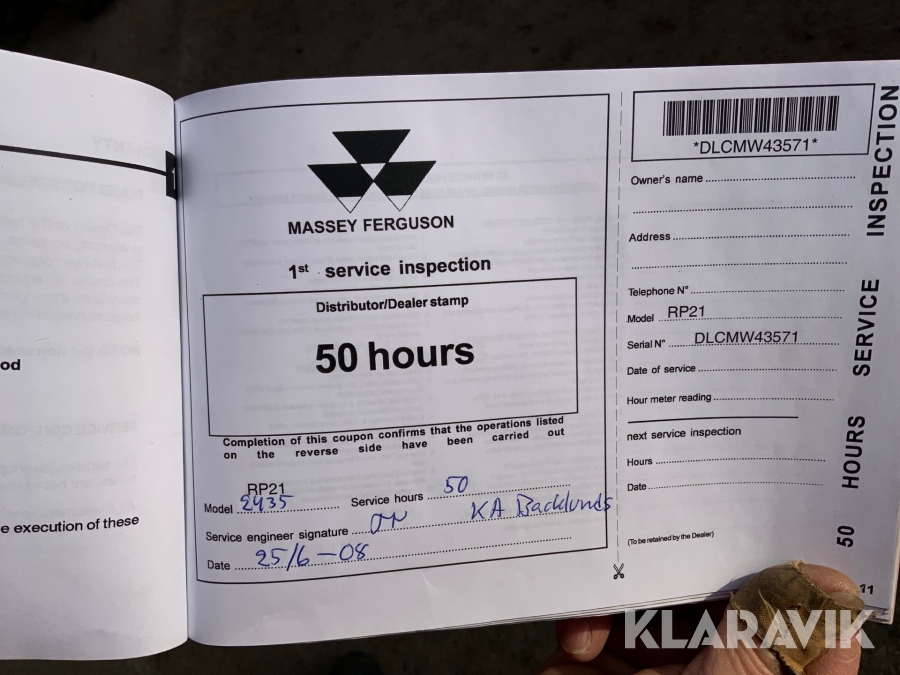 od
e execution of these
MASSEY FERGUSON
1st service inspection
Distributor/Dealer stamp
50 hours
Completion of this coupon confirms that the operations listed
on the reverse side have been carried out
RP21
Model 2435 Service hours 50
Service engineer signature KA Backlunds
Date 25/6-08
*DLCMW43571*
Owner's name
Address
Telephone N°
Model RP21
Serial N° DLCMW43571
Date of service
Hour meter reading
next service inspection
Hours
Date
(To be retained by the Dealer)
50 HOURS SERVICE INSPECTION
11
KLARAVIK